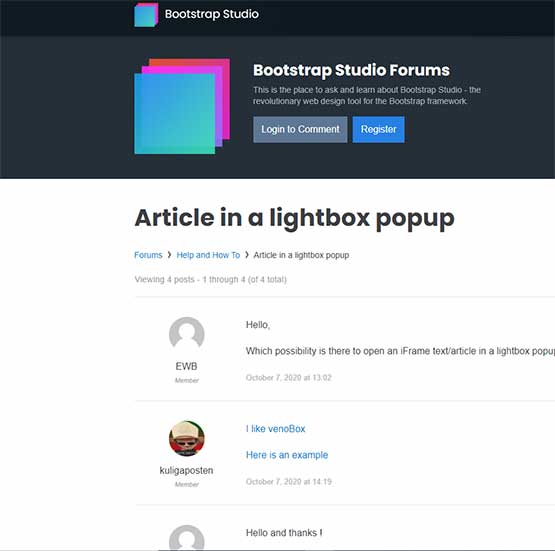 Bootstrap Studio
Bootstrap Studio Forums
This is the place to ask and learn about Bootstrap Studio - the
revolutionary web design tool for the Bootstrap framework.
Login to Comment Register
Article in a lightbox popup
Forums › Help and How To › Article in a lightbox popup
Viewing 4 posts - 1 through 4 (of 4 total)
EWB
Member
Hello,
Which possibility is there to open an iFrame text/article in a lightbox popup
October 7, 2020 at 13:02
kuligaposten
Member
I like venoBox
Here is an example
October 7, 2020 at 14:19
Hello and thanks !